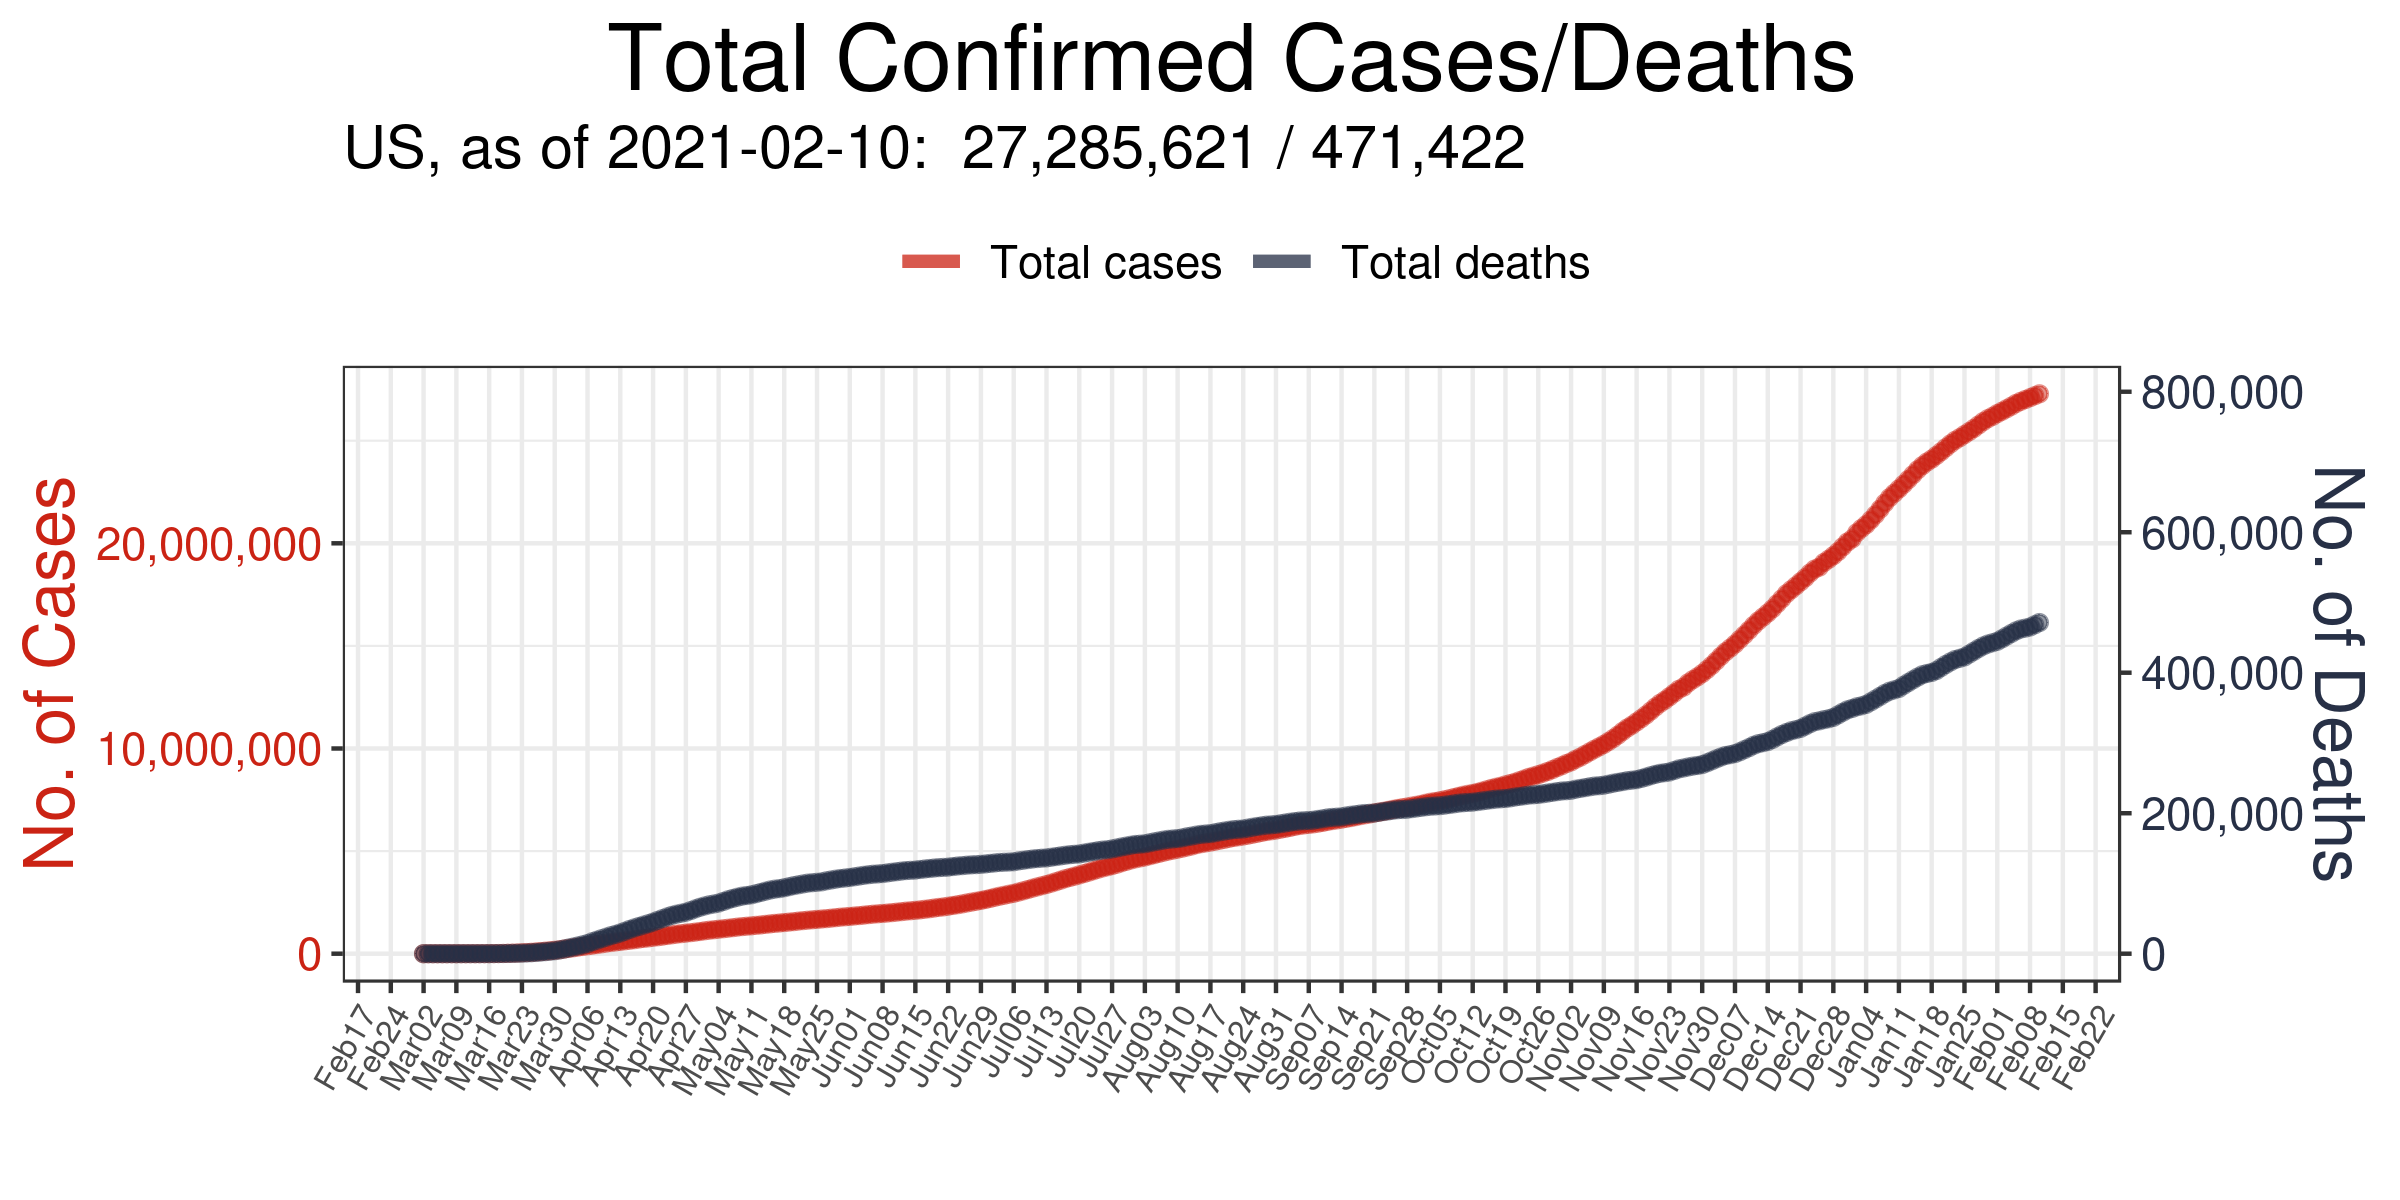 Total Confirmed Cases/Deaths
US, as of 2021-02-10: 27,285,621 / 471,422
Total cases
Total deaths
No. of Cases
20,000,000
10,000,000
0
800,000
600,000
400,000
200,000
0
No. of Deaths
Feb17
Feb24
Mar02
Mar09
Mar16
Mar23
Mar30
Apr06
Apr13
Apr20
Apr27
May04
May11
May18
May25
Jun01
Jun08
Jun15
Jun22
Jun29
Jul06
Jul13
Jul20
Jul27
Aug03
Aug10
Aug17
Aug24
Aug31
Sep07
Sep14
Sep21
Sep28
Oct05
Oct12
Oct19
Oct26
Nov02
Nov09
Nov16
Nov23
Nov30
Dec07
Dec14
Dec21
Dec28
Jan04
Jan11
Jan18
Jan25
Feb01
Feb08
Feb15
Feb22